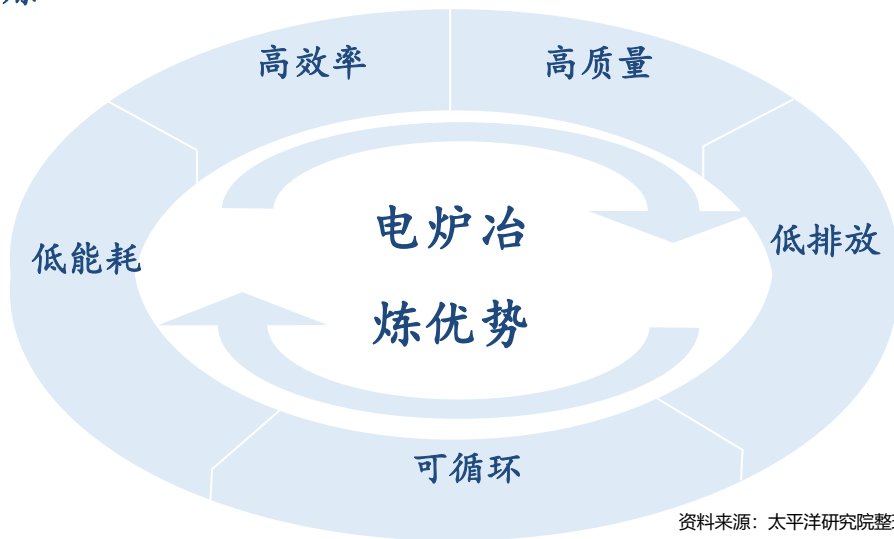 高效率
高质量
低能耗
电炉冶
炼优势
低排放
可循环
资料来源：太平洋研究院整